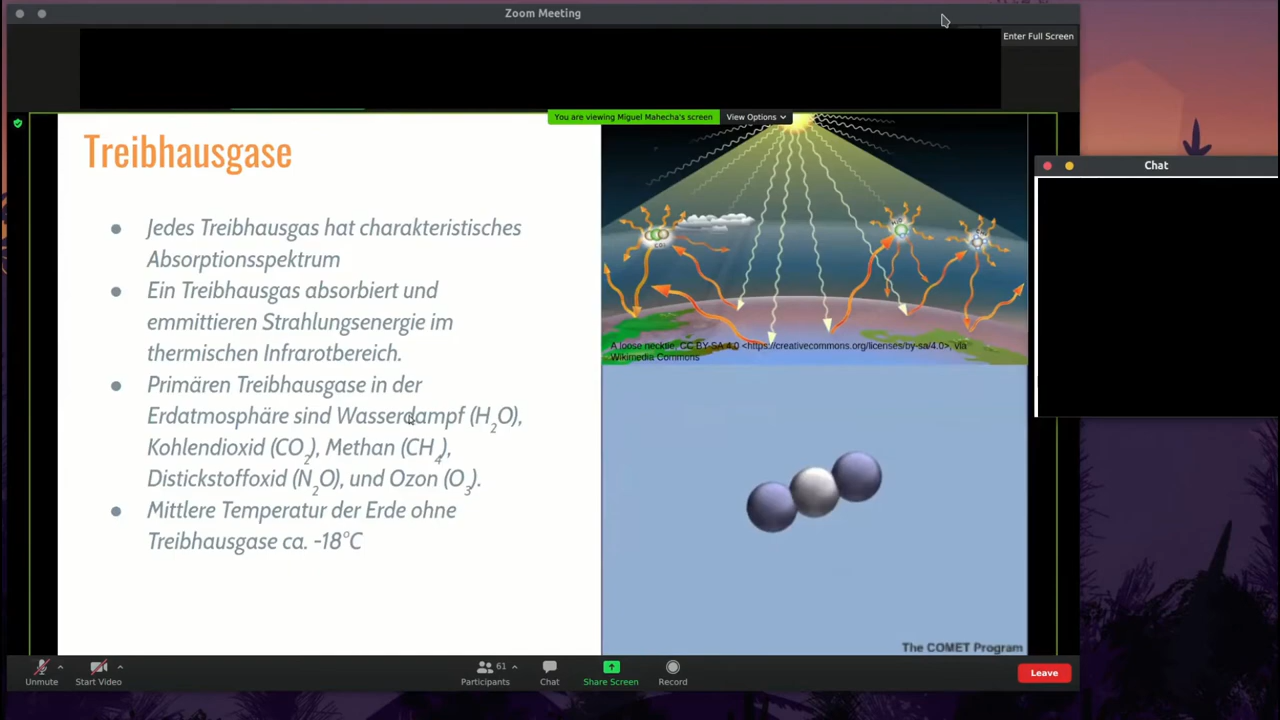 Zoom Meeting
Enter Full Screen
You are viewing Miguel Mahecha's screen
View Options
Chat
Treibhausgase
Jedes Treibhausgas hat charakteristisches
Absorptionsspektrum
Ein Treibhausgas absorbiert und
emmittieren Strahlungsenergie im
thermischen Infrarotbereich.
Primären Treibhausgase in der
Erdatmosphäre sind Wasserdampf (H2O),
Kohlendioxid (CO2), Methan (CH4),
Distickstoffoxid (N2O), und Ozon (O3).
Mittlere Temperatur der Erde ohne
Treibhausgase ca. -18°C
A loose necktie, CC BY-SA 4.0 <https://creativecommons.org/licenses/by-sa/4.0>, via
Wikimedia Commons
The COMET Program
Unmute
Start Video
61
Participants
Chat
Share Screen
Record
Leave